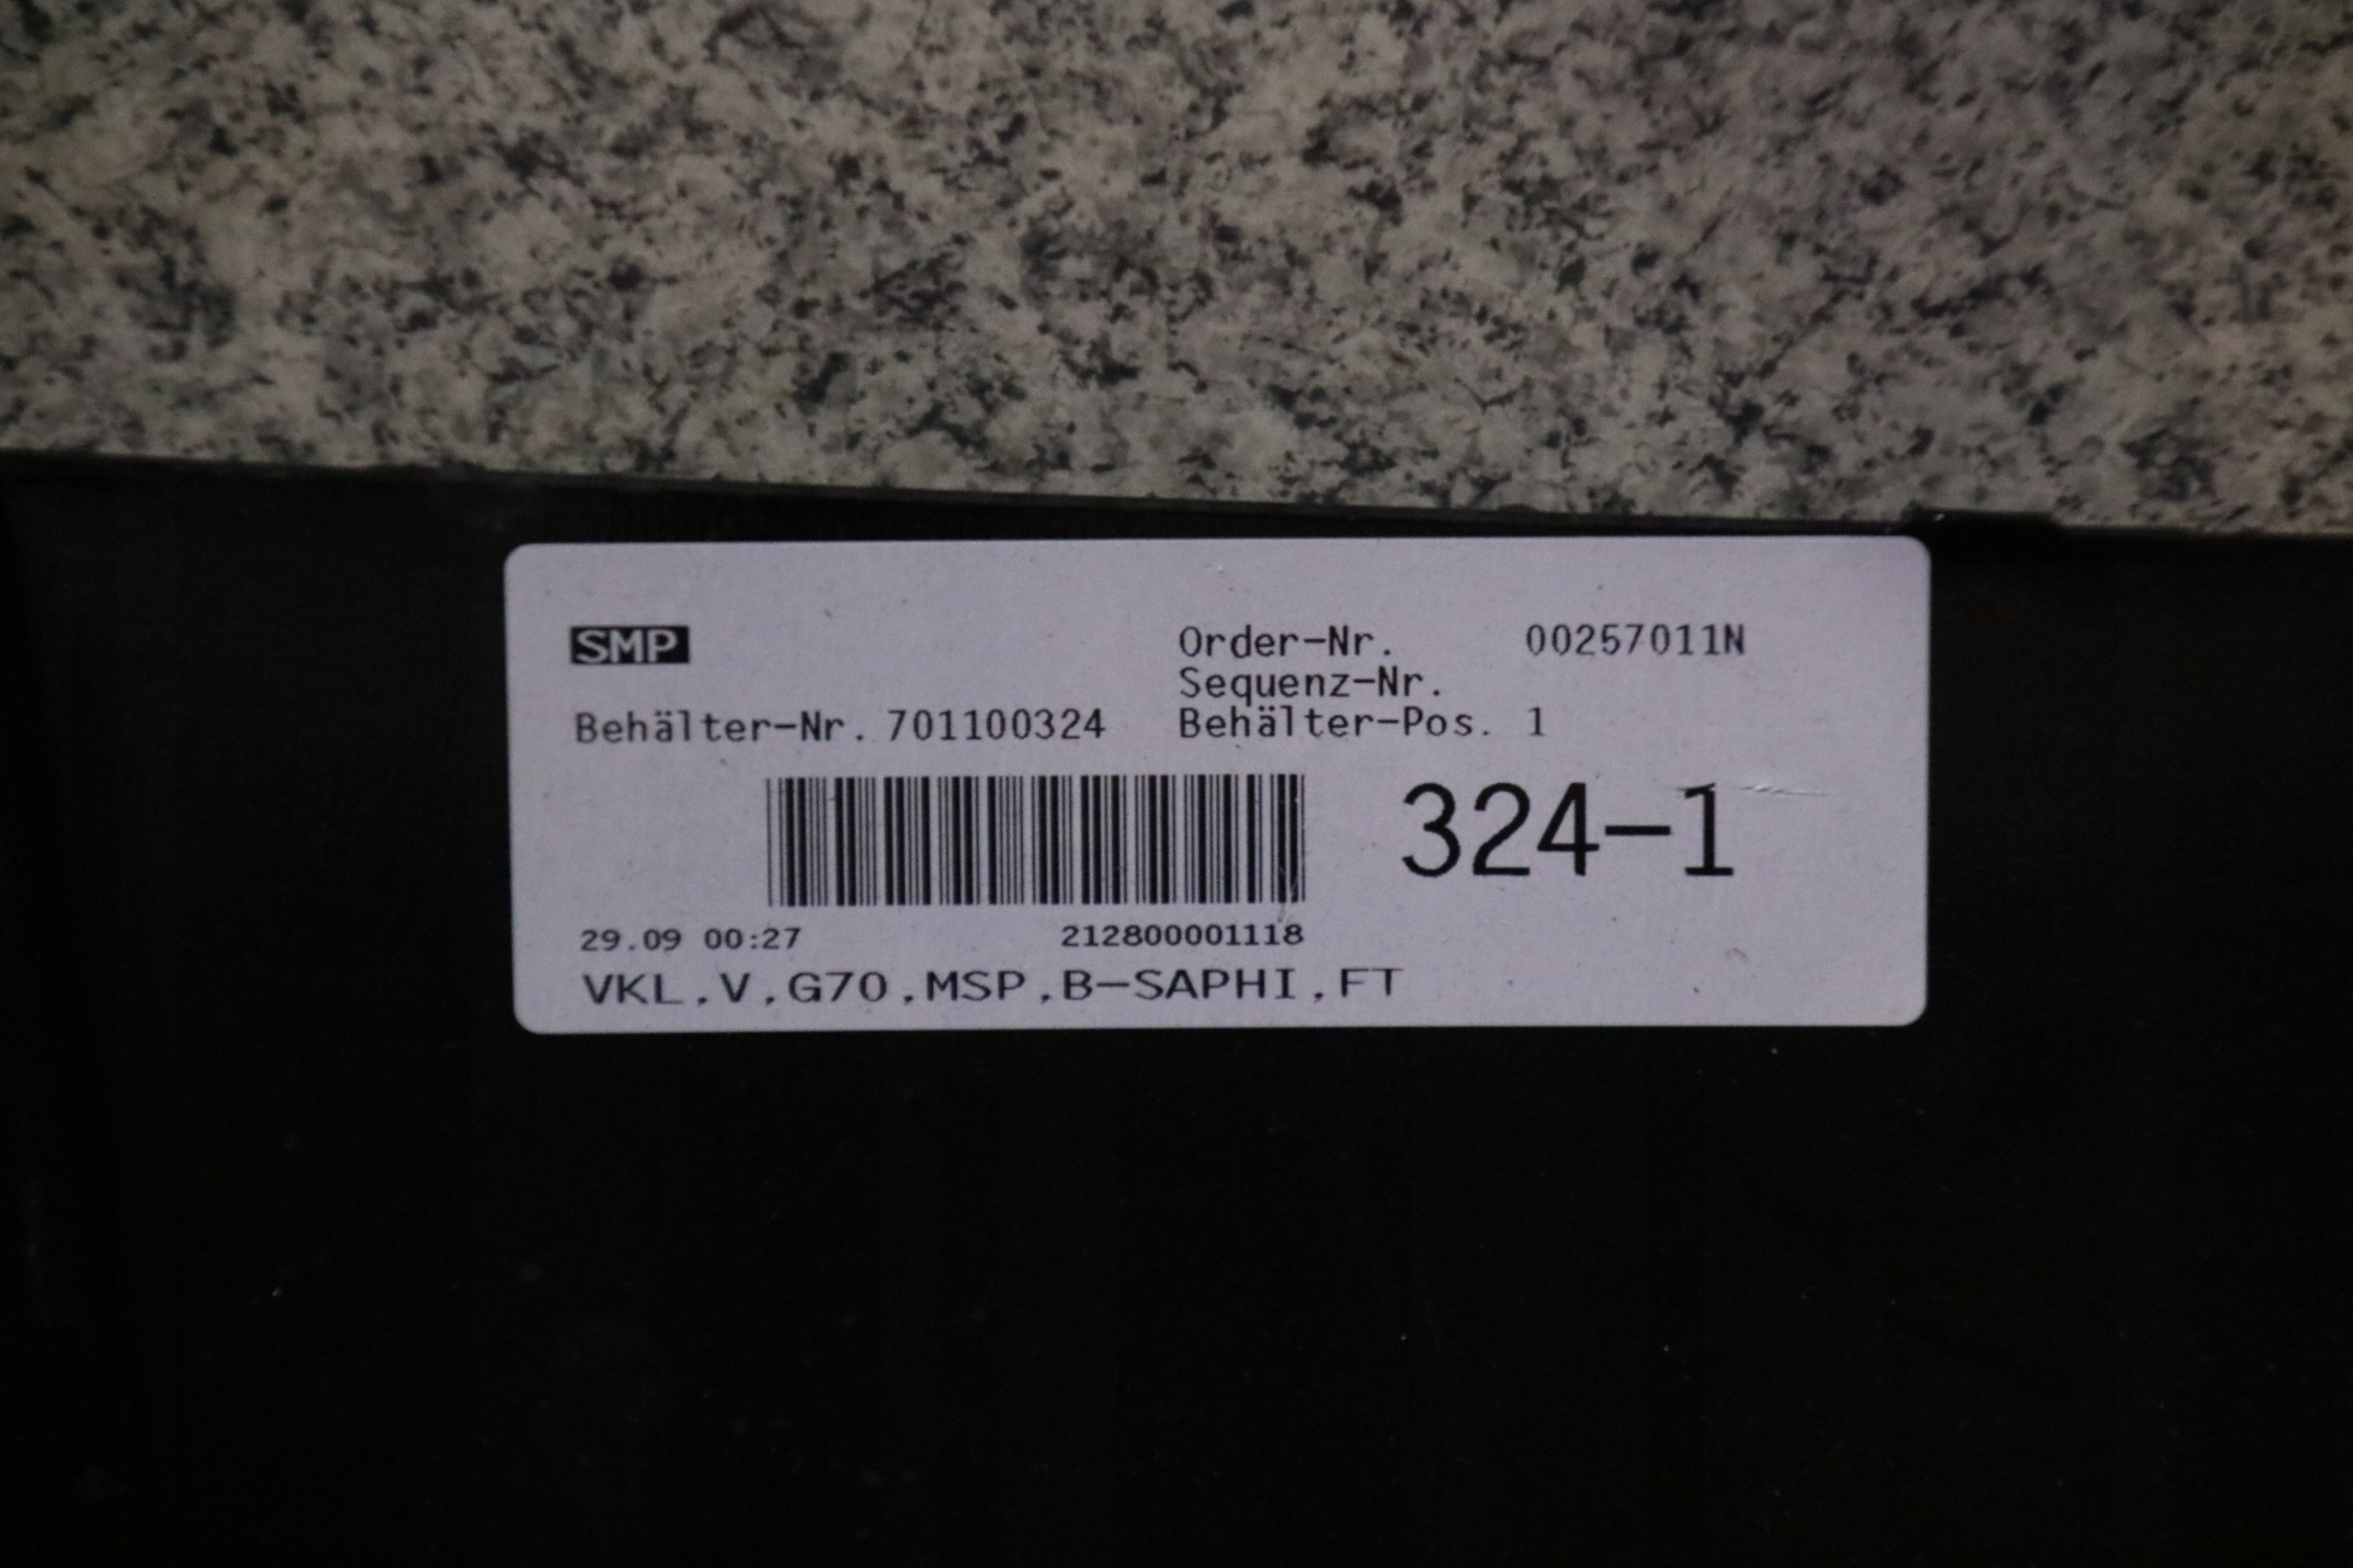 SMP
Order-Nr. 00257011N
Sequenz-Nr.
Behälter-Nr. 701100324 Behälter-Pos. 1
324-1
29.09 00:27 212800001118
VKL,V,G70,MSP,B-SAPHI,FT